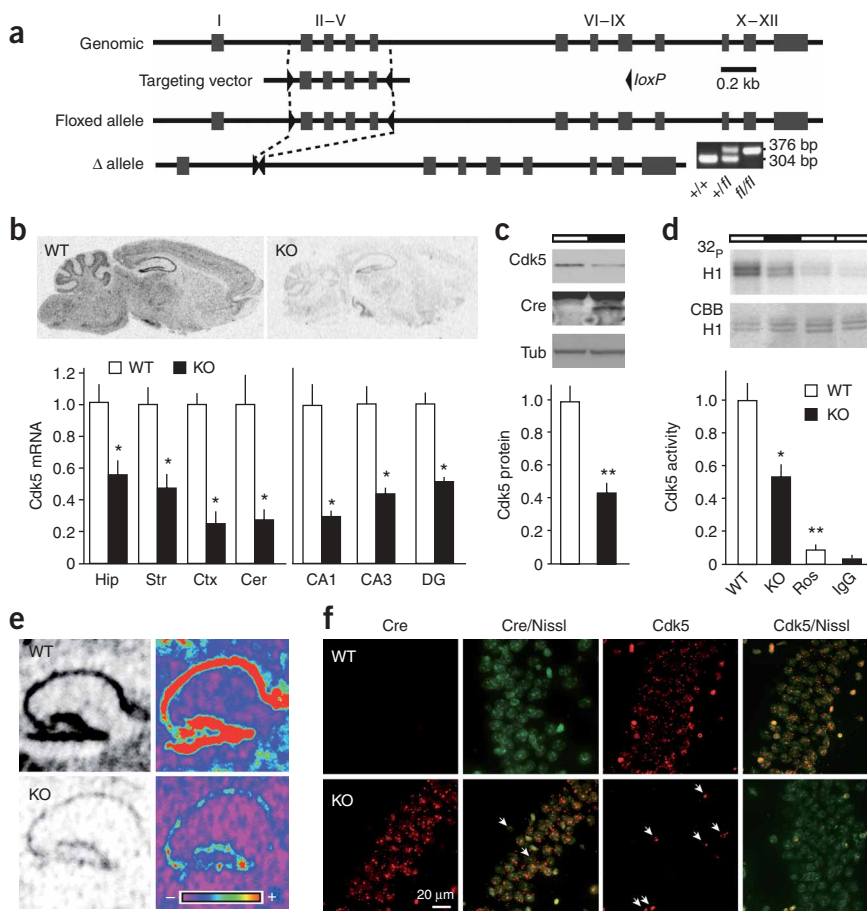 a
I II–V VI–IX X–XII
Genomic
Targeting vector
loxP
0.2 kb
Floxed allele
Δ allele
376 bp
304 bp
+/+ +/fl fl/fl
b
WT KO
WT KO
Cdk5 mRNA
1.2
1.0
0.8
0.6
0.4
0.2
0
* * * * * * *
Hip Str Ctx Cer CA1 CA3 DG
c
Cdk5
Cre
Tub
Cdk5 protein
1.0
0.8
0.6
0.4
0.2
0
**
d
32P
H1
CBB
H1
WT
KO
Cdk5 activity
1.0
0.8
0.6
0.4
0.2
0
*
**
WT KO Ros IgG
e
WT
KO
– +
f
Cre Cre/Nissl Cdk5 Cdk5/Nissl
WT
KO
20 μm